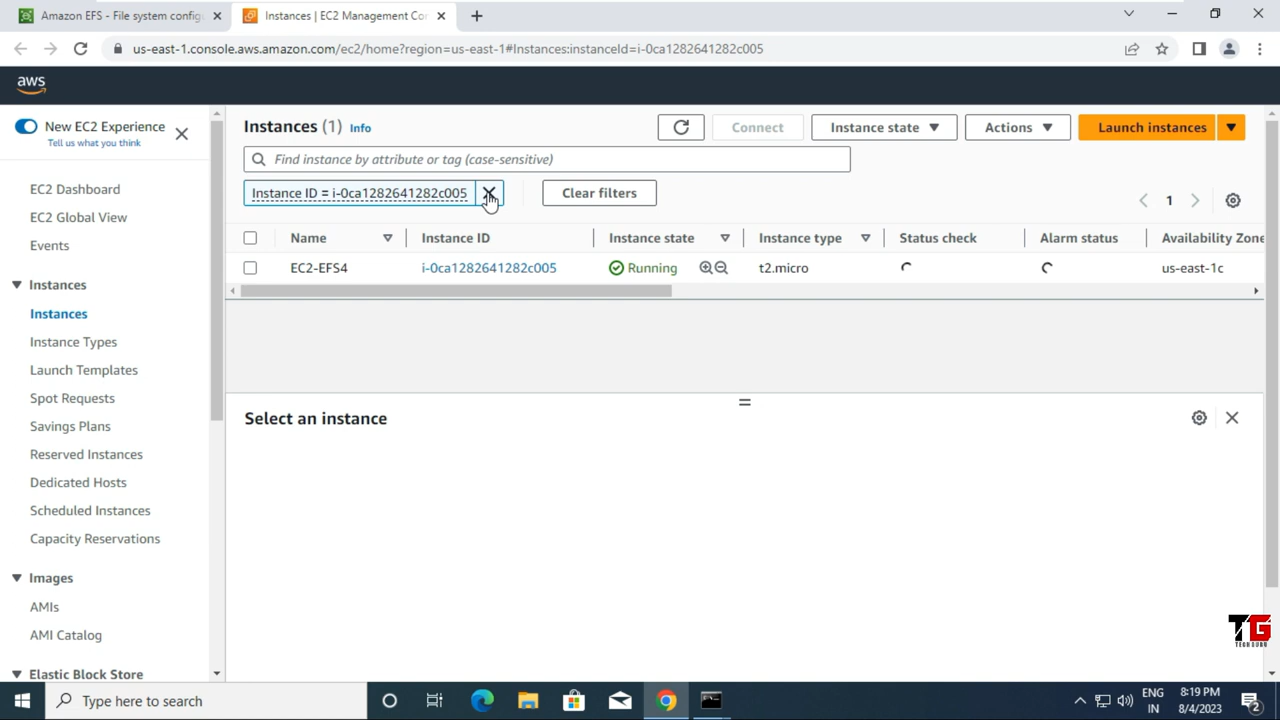 Amazon EFS - File system config
Instances | EC2 Management Con
us-east-1.console.aws.amazon.com/ec2/home?region=us-east-1#Instances:instanceId=i-0ca1282641282c005
aws
New EC2 Experience
Tell us what you think
EC2 Dashboard
EC2 Global View
Events
Instances
Instances
Instance Types
Launch Templates
Spot Requests
Savings Plans
Reserved Instances
Dedicated Hosts
Scheduled Instances
Capacity Reservations
Images
AMIs
AMI Catalog
Elastic Block Store
Instances (1) Info
Connect
Instance state
Actions
Launch instances
Find instance by attribute or tag (case-sensitive)
Instance ID = i-0ca1282641282c005
Clear filters
1
Name Instance ID Instance state Instance type Status check Alarm status Availability Zone
EC2-EFS4 i-0ca1282641282c005 Running t2.micro us-east-1c
Select an instance
TG
TECH GURU
Type here to search
ENG
IN
8:19 PM
8/4/2023
2